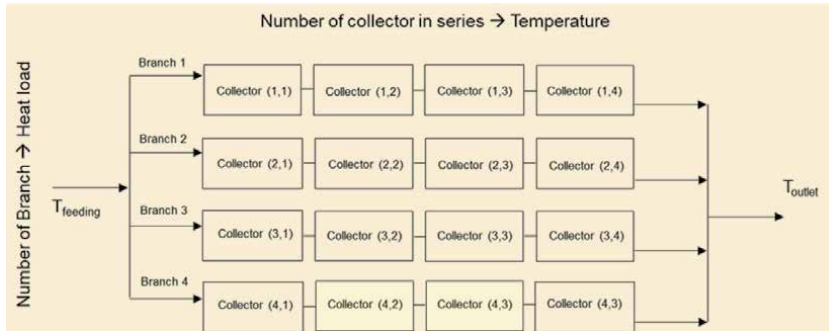 Number of collector in series → Temperature
Number of Branch → Heat load
Branch 1
Collector (1,1)
Collector (1,2)
Collector (1,3)
Collector (1,4)
Branch 2
Collector (2,1)
Collector (2,2)
Collector (2,3)
Collector (2,4)
T feeding
T outlet
Branch 3
Collector (3,1)
Collector (3,2)
Collector (3,3)
Collector (3,4)
Branch 4
Collector (4,1)
Collector (4,2)
Collector (4,3)
Collector (4,3)